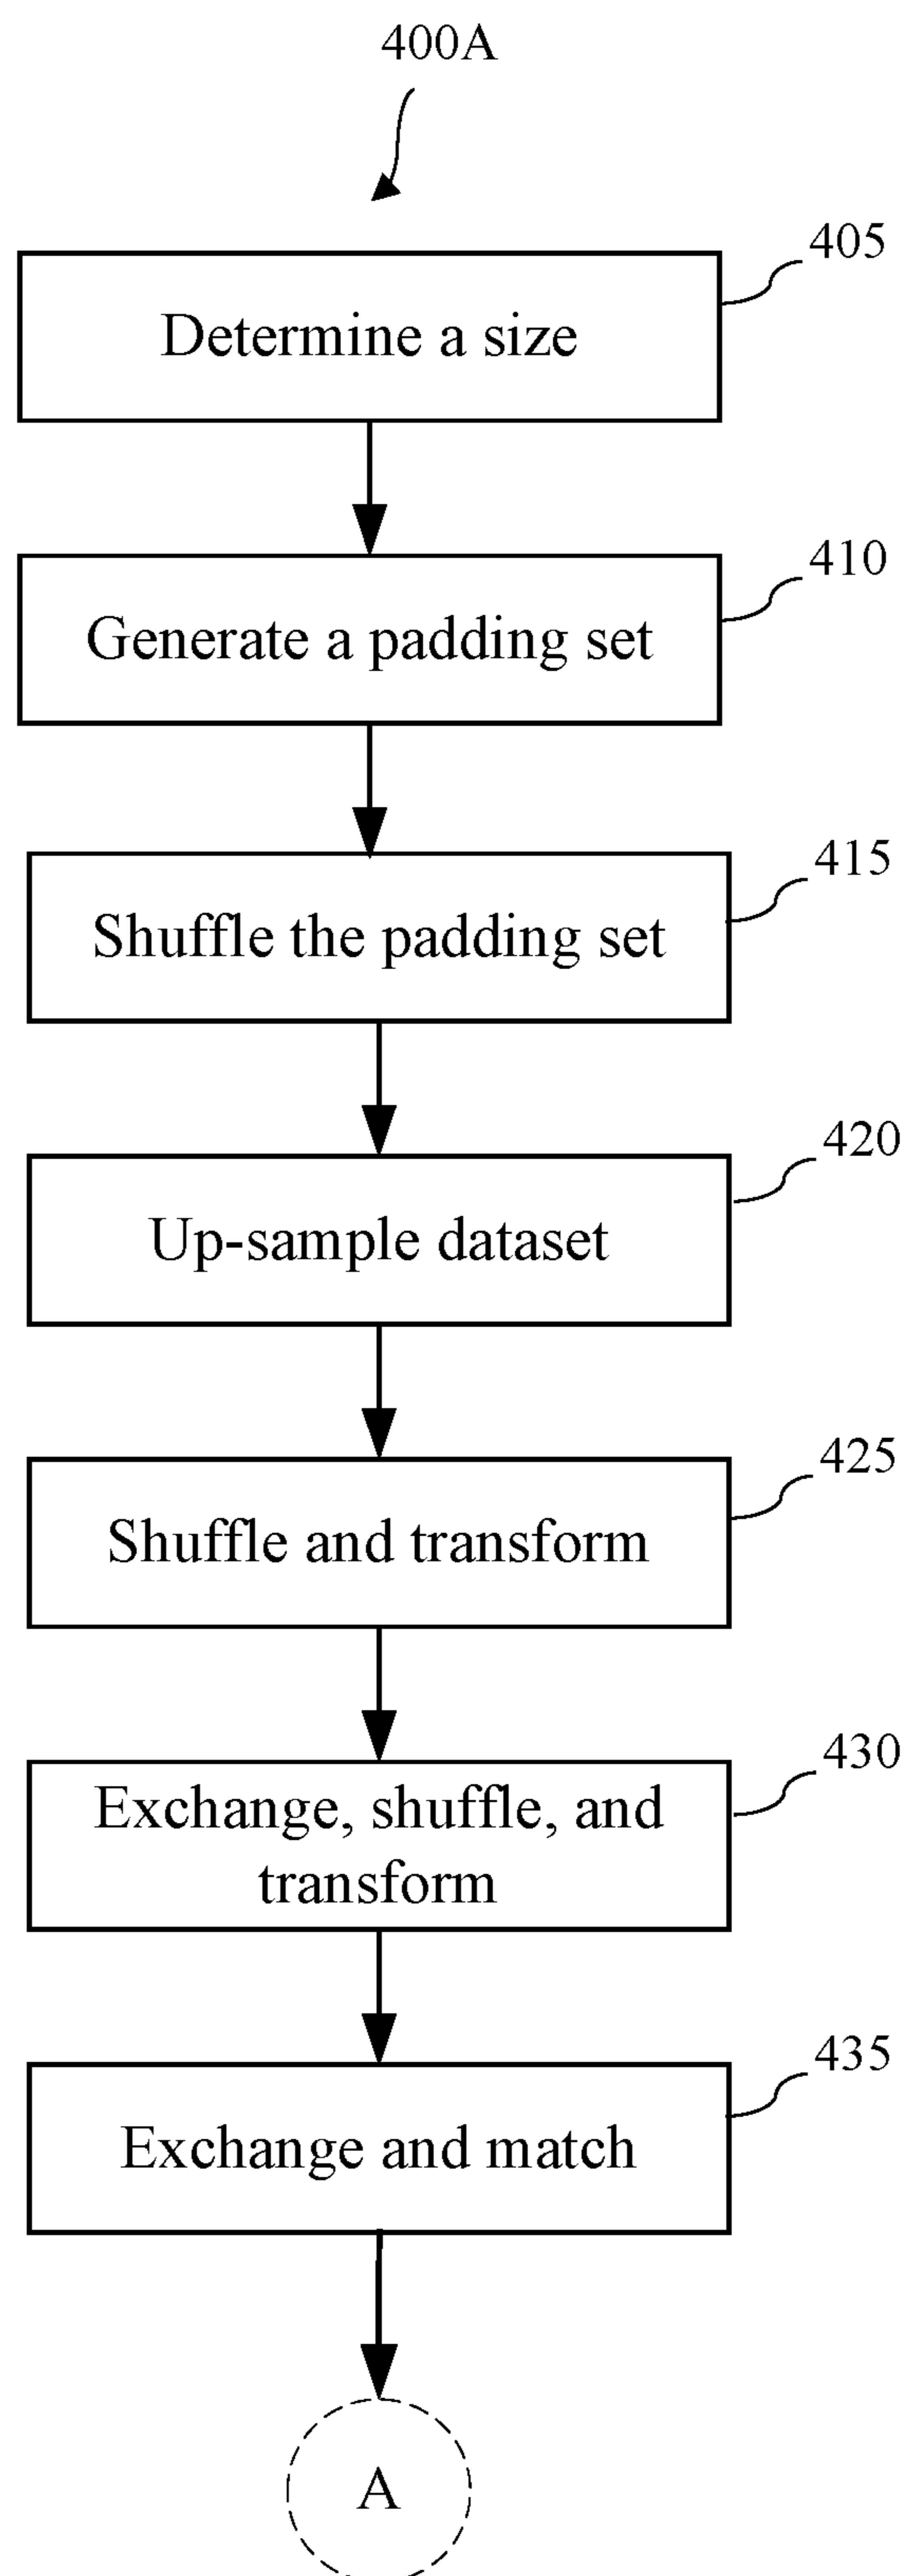 400A
405
Determine a size
410
Generate a padding set
415
Shuffle the padding set
420
Up-sample dataset
425
Shuffle and transform
430
Exchange, shuffle, and
transform
435
Exchange and match
A